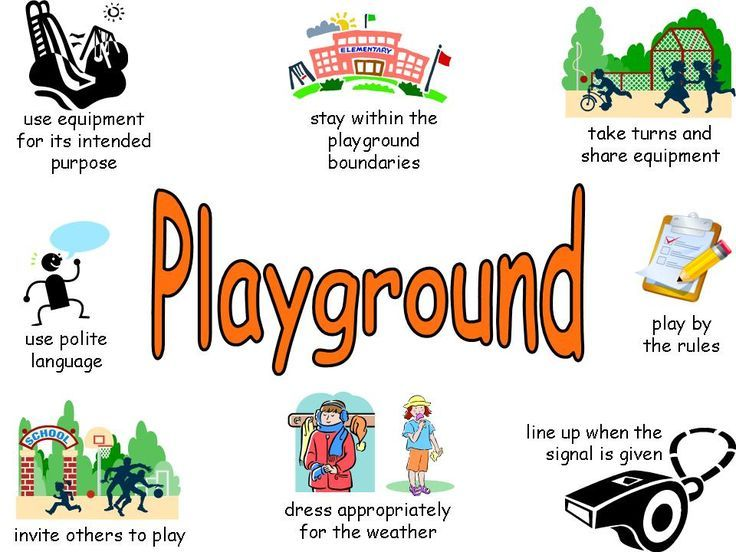 ELEMENTARY
use equipment
for its intended
purpose
stay within the
playground
boundaries
take turns and
share equipment
Playground
use polite
language
play by
the rules
SCHOOL
invite others to play
dress appropriately
for the weather
line up when the
signal is given